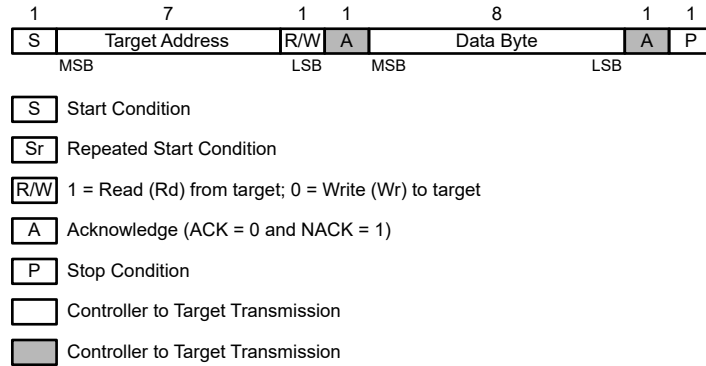 1 7 1 1 8 1 1
S Target Address R/W A Data Byte A P
MSB LSB MSB LSB
S Start Condition
Sr Repeated Start Condition
R/W 1 = Read (Rd) from target; 0 = Write (Wr) to target
A Acknowledge (ACK = 0 and NACK = 1)
P Stop Condition
Controller to Target Transmission
Controller to Target Transmission